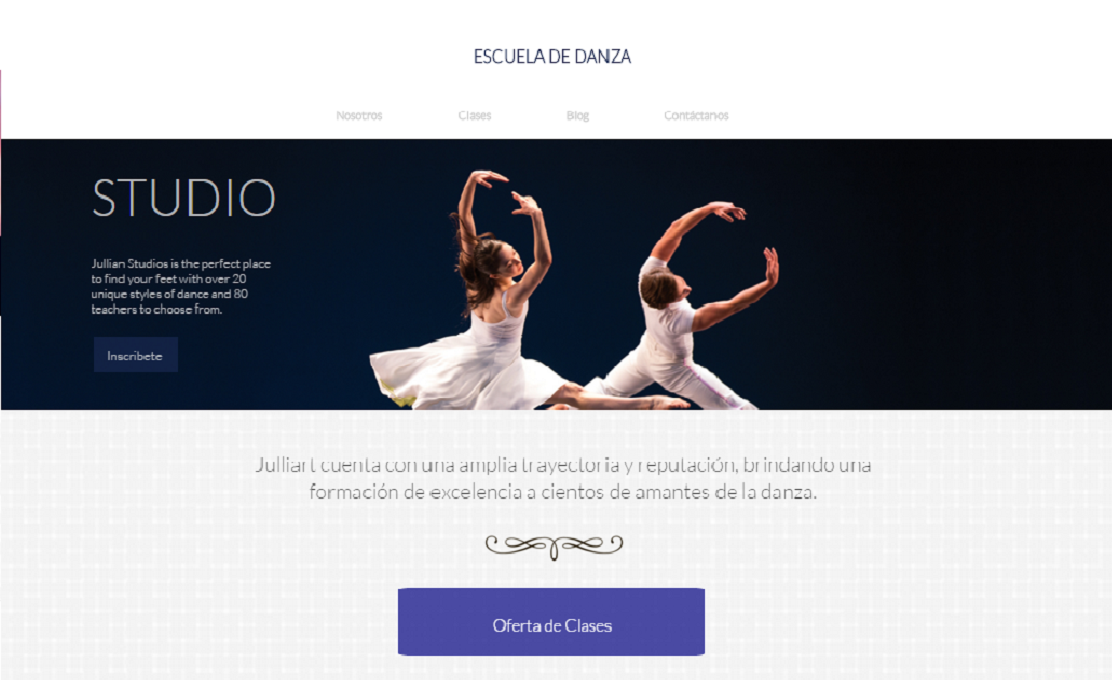 ESCUELA DE DANZA
Nosotros Clases Blog Contáctanos
STUDIO
Jullian Studios is the perfect place
to find your feet with over 20
unique styles of dance and 80
teachers to choose from.
Inscribete
Julliart cuenta con una amplia trayectoria y reputación, brindando una
formación de excelencia a cientos de amantes de la danza.
Oferta de Clases